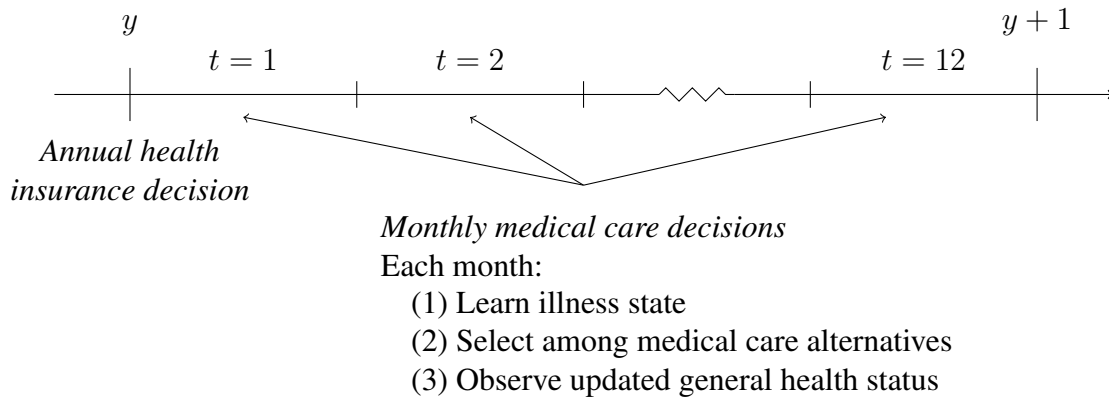 y
y + 1
t = 1
t = 2
t = 12
Annual health
insurance decision
Monthly medical care decisions
Each month:
(1) Learn illness state
(2) Select among medical care alternatives
(3) Observe updated general health status